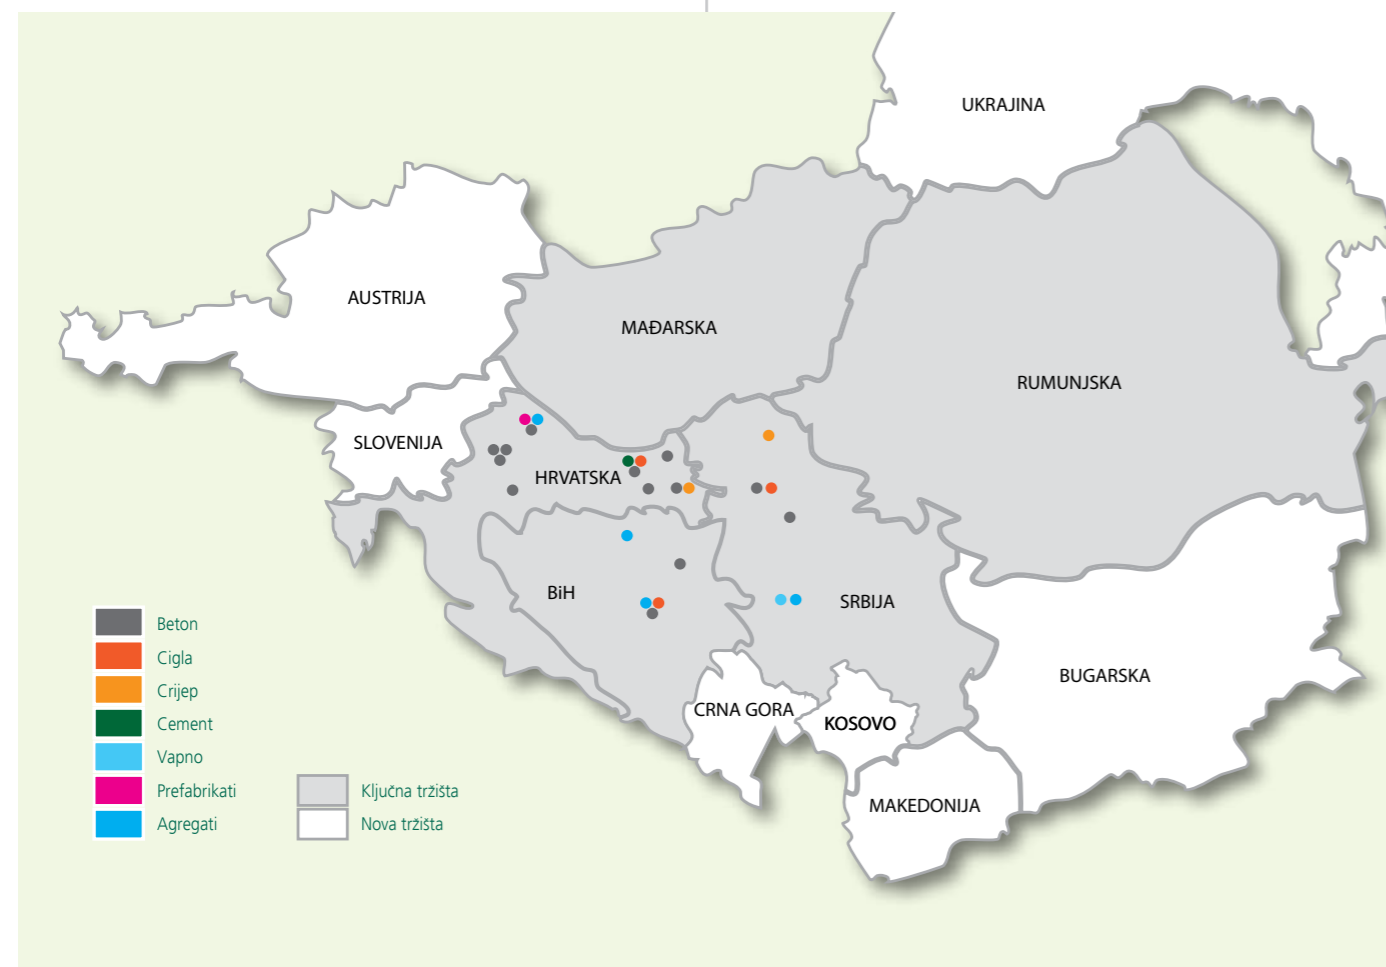 UKRAJINA
AUSTRIJA
MAĐARSKA
RUMUNJSKA
SLOVENIJA
HRVATSKA
BiH
SRBIJA
BUGARSKA
CRNA GORA
KOSOVO
MAKEDONIJA
Beton
Cigla
Crijep
Cement
Vapno
Prefabrikati
Agregati
Ključna tržišta
Nova tržišta